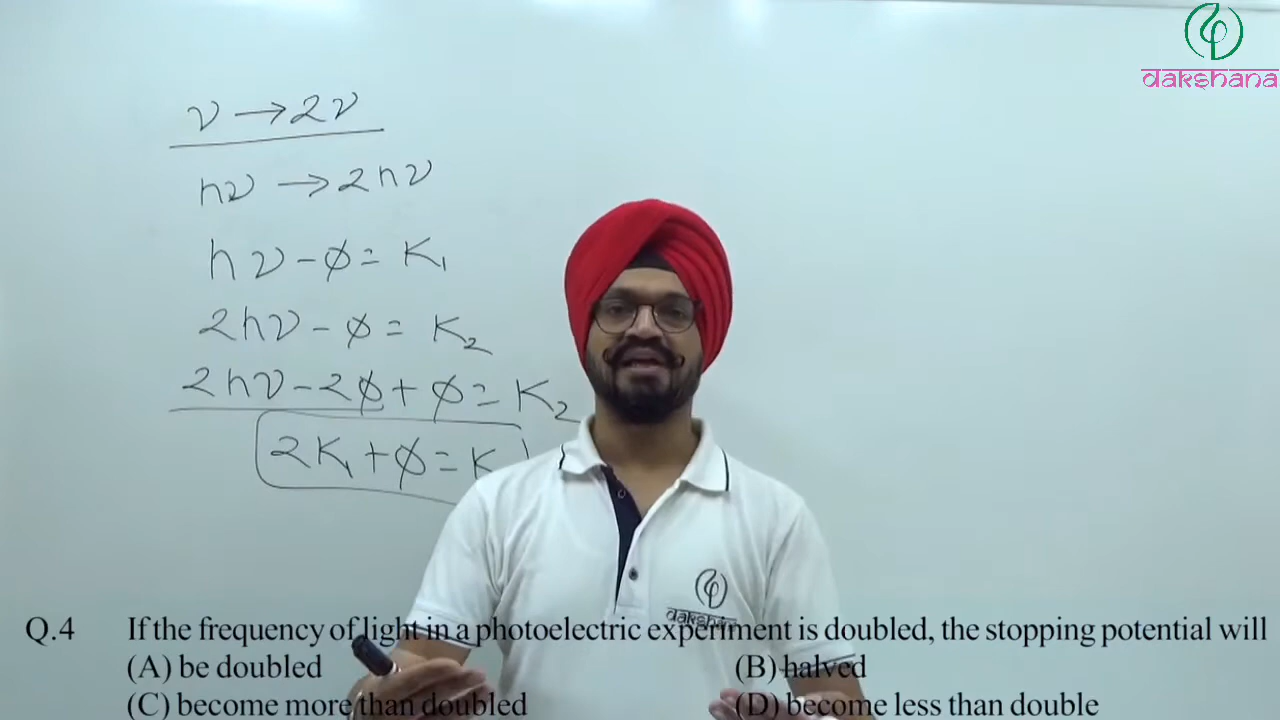 dakshana
ν → 2ν
hν → 2hν
hν - φ = K₁
2hν - φ = K₂
2hν - 2φ + φ = K₂
2K₁ + φ = K
dakshana
Q.4 If the frequency of light in a photoelectric experiment is doubled, the stopping potential will
(A) be doubled (B) halved
(C) become more than doubled (D) become less than double